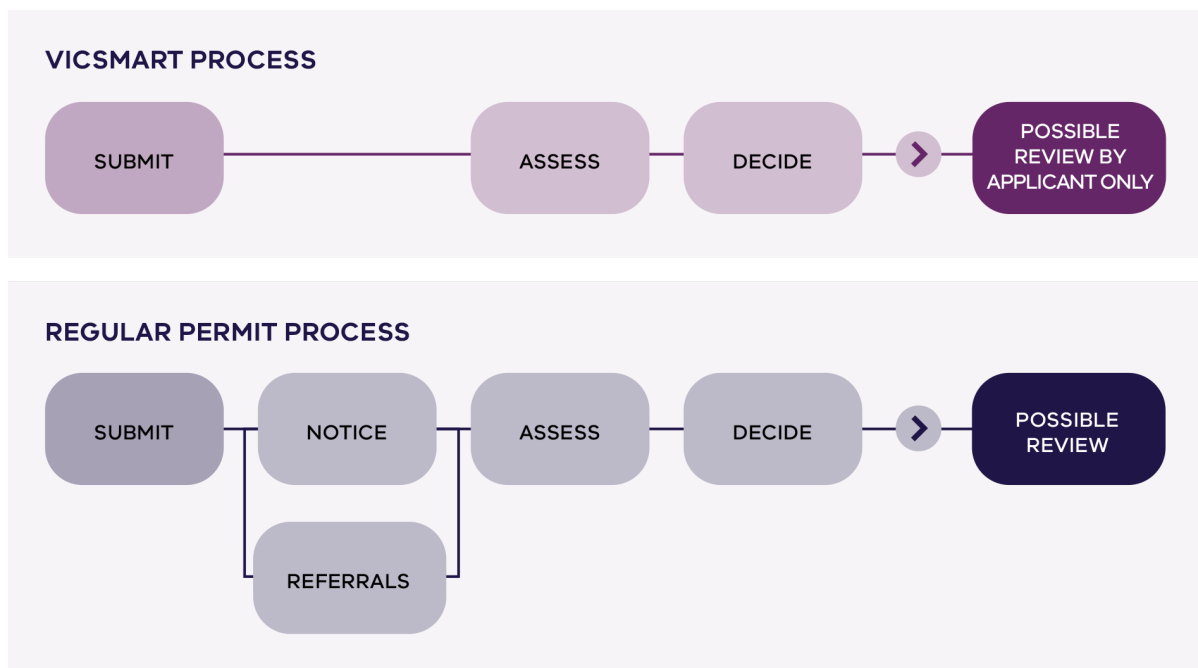 VICSMART PROCESS
SUBMIT
ASSESS
DECIDE
POSSIBLE
REVIEW BY
APPLICANT ONLY
REGULAR PERMIT PROCESS
SUBMIT
NOTICE
ASSESS
DECIDE
POSSIBLE
REVIEW
REFERRALS